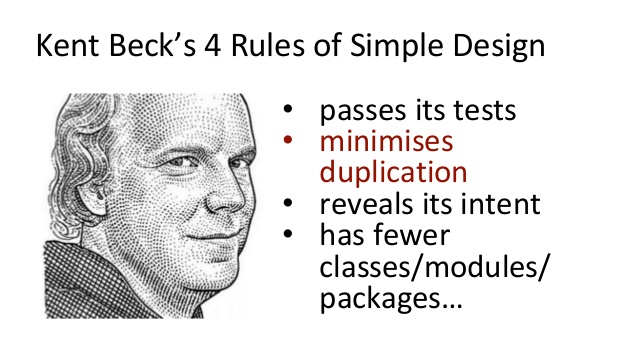 Kent Beck’s 4 Rules of Simple Design
• passes its tests
• minimises
duplication
• reveals its intent
• has fewer
classes/modules/
packages…